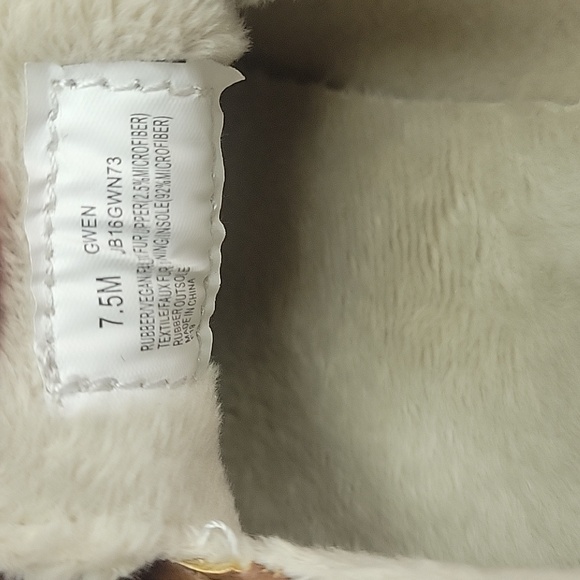 GWEN
7.5M JB16GWN73
RUBBER/VEGAN/FAUX FUR UPPER(2.5%MICROFIBER)
TEXTILE/FAUX FUR LINING/INSOLE(92%MICROFIBER)
RUBBER OUTSOLE
MADE IN CHINA